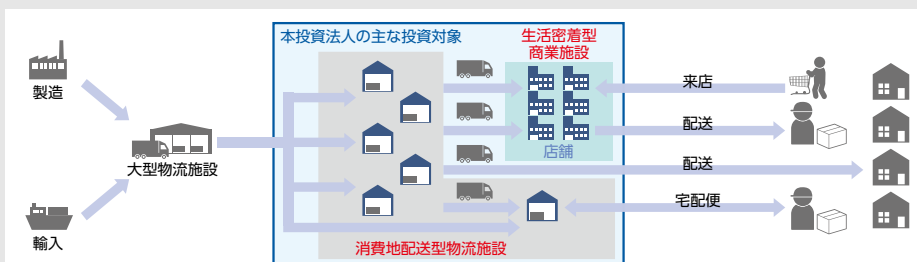 本投資法人の主な投資対象
生活密着型
商業施設
製造
大型物流施設
輸入
店舗
消費地配送型物流施設
来店
配送
配送
宅配便